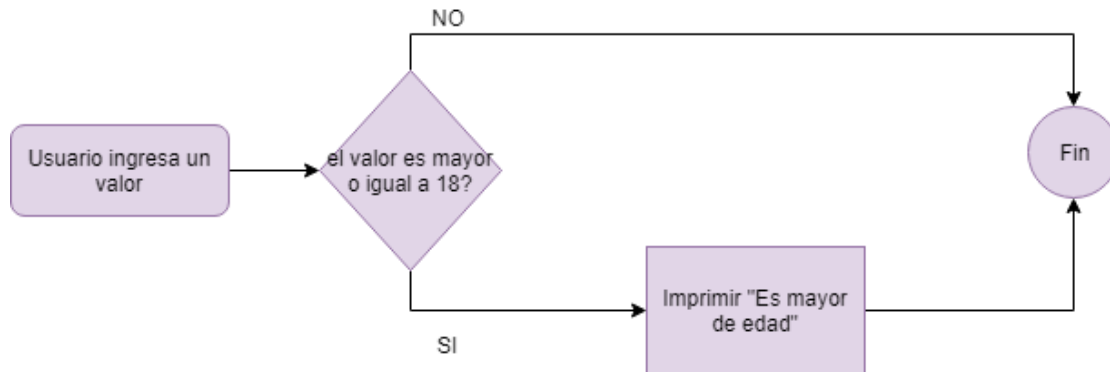 NO
Usuario ingresa un
valor
el valor es mayor
o igual a 18?
Fin
Imprimir "Es mayor
de edad"
SI